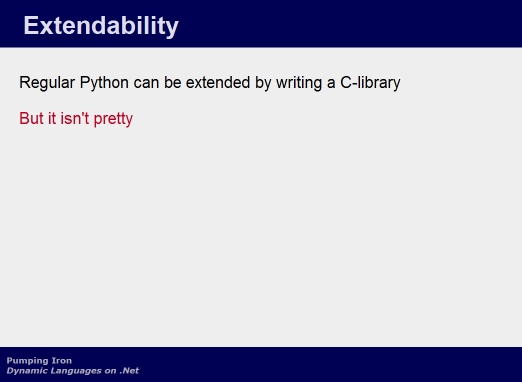 Extendability
Regular Python can be extended by writing a C-library
But it isn't pretty
Pumping Iron
Dynamic Languages on .Net